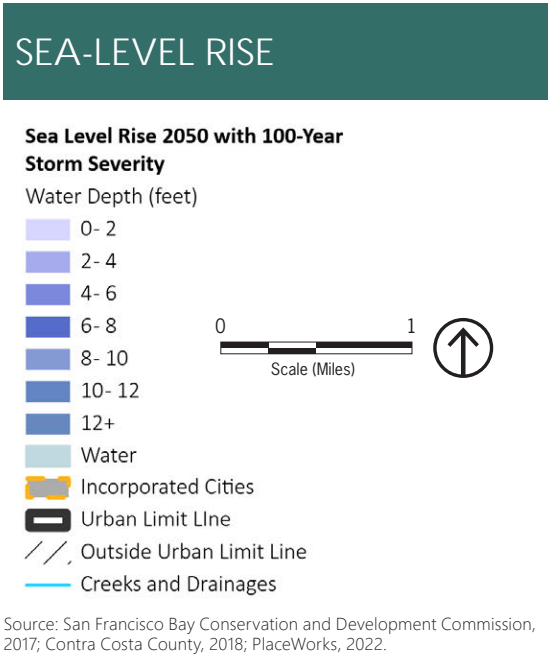 SEA-LEVEL RISE
Sea Level Rise 2050 with 100-Year
Storm Severity
Water Depth (feet)
0- 2
2- 4
4- 6
6- 8
8- 10
10- 12
12+
Water
Incorporated Cities
Urban Limit LIne
Outside Urban Limit Line
Creeks and Drainages
0 1
Scale (Miles)
Source: San Francisco Bay Conservation and Development Commission,
2017; Contra Costa County, 2018; PlaceWorks, 2022.